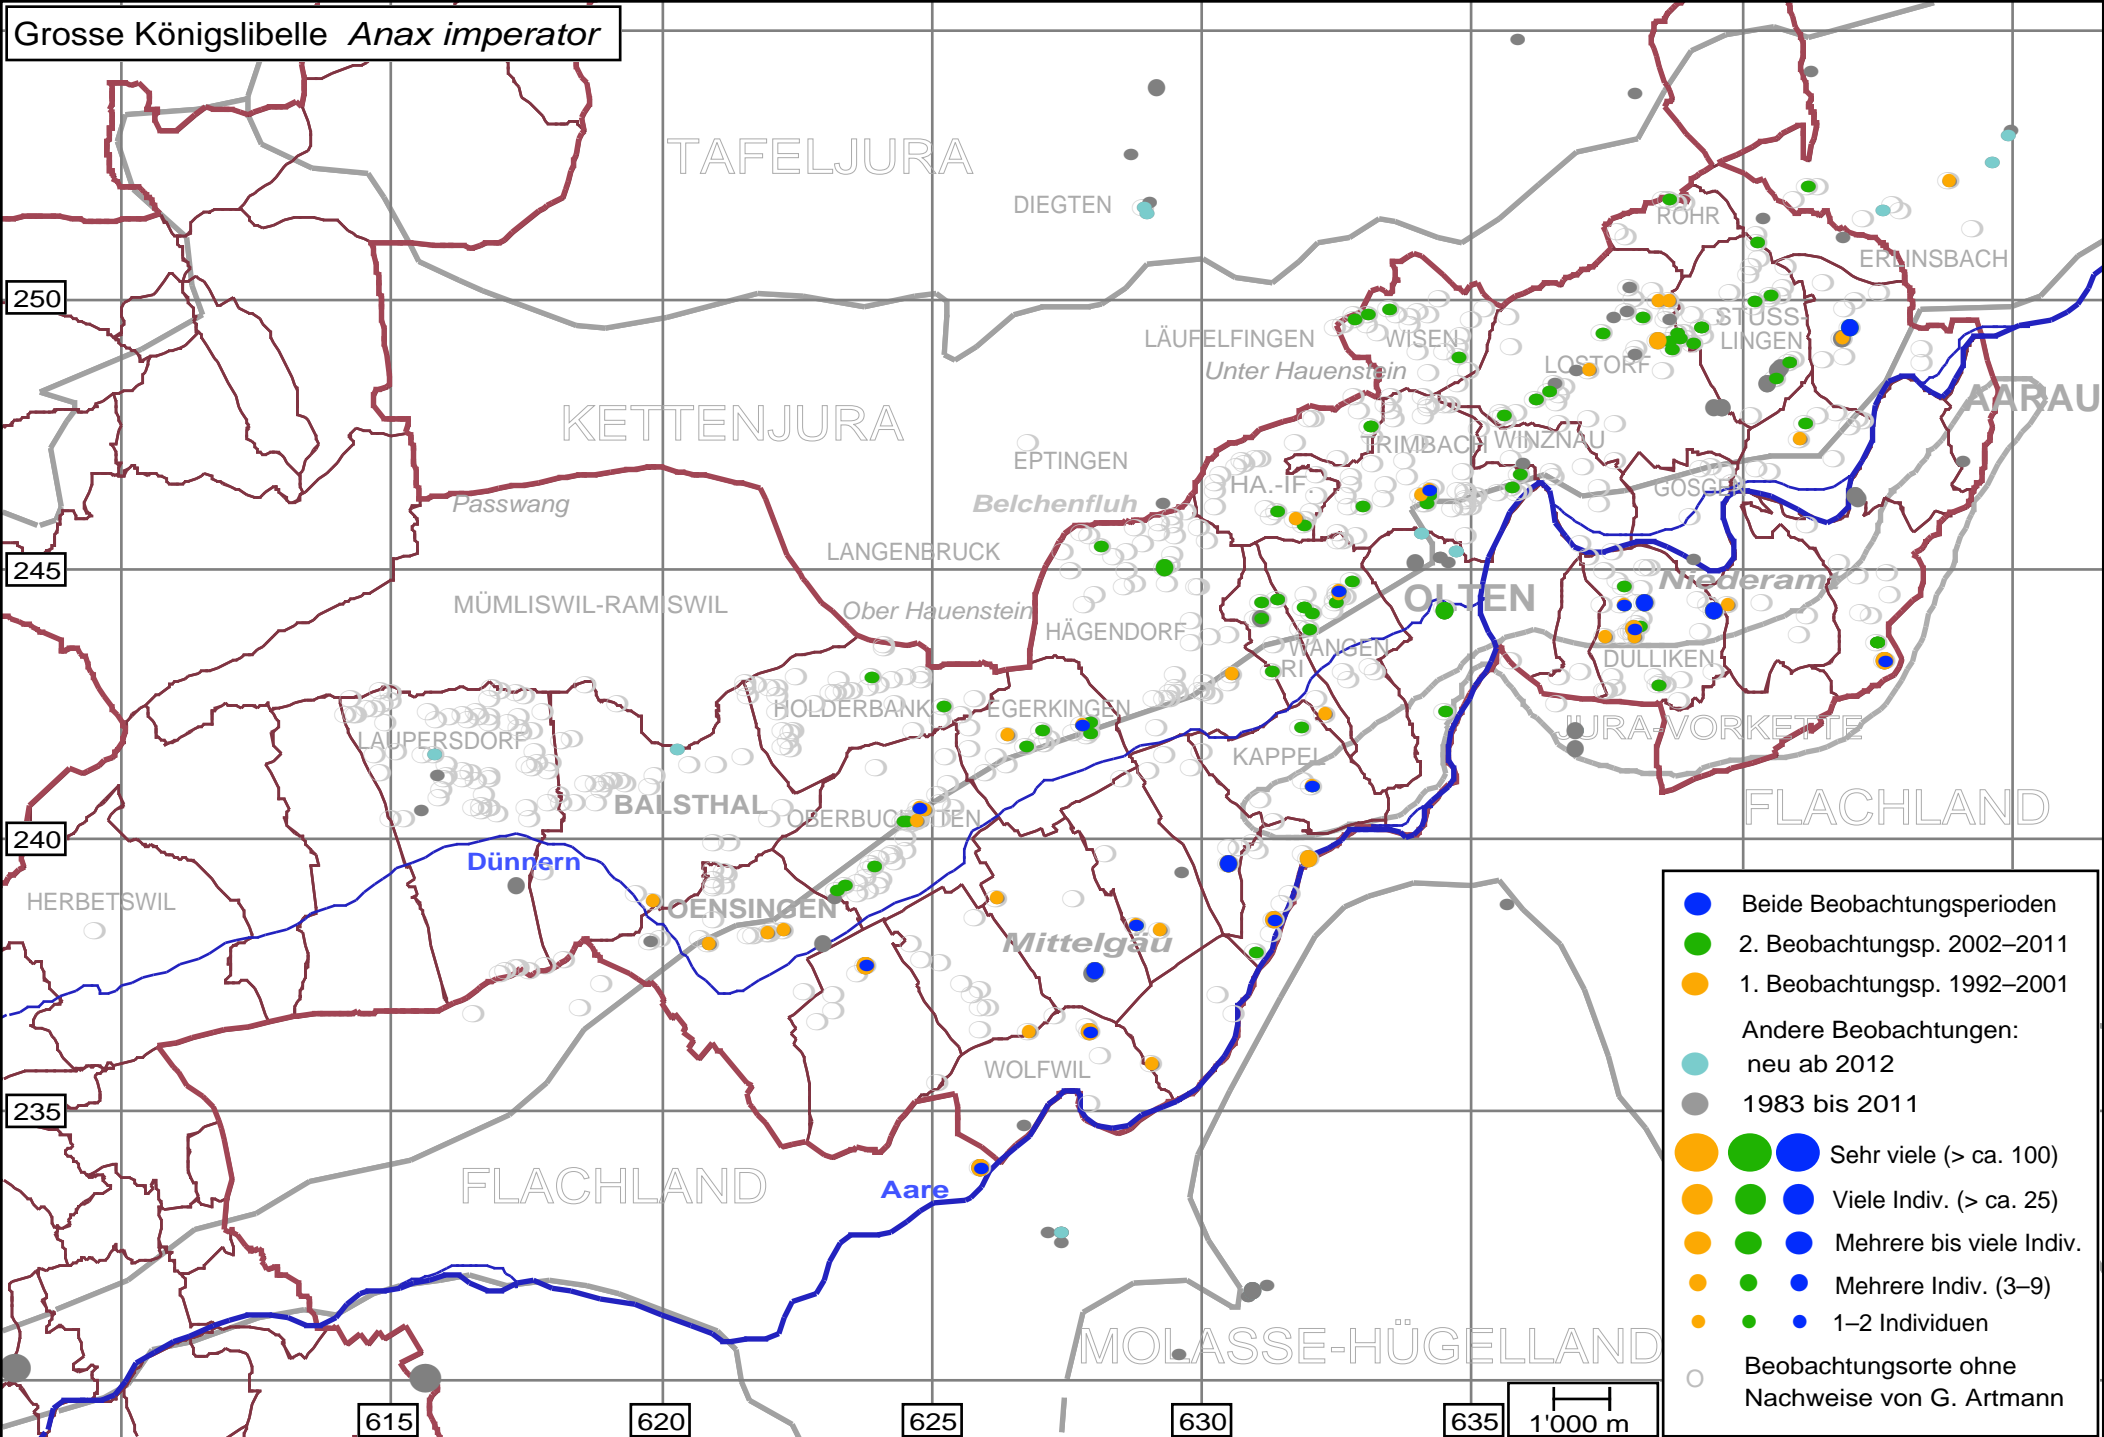 Grosse Königslibelle Anax imperator
TAFELJURA
DIEGTEN
ROHR
ERLINSBACH
250
STÜSS-
LINGEN
LÄUFELFINGEN
WISEN
LOSTORF
Unter Hauenstein
AARAU
KETTENJURA
TRIMBACH
WINZNAU
EPTINGEN
HA.-IF.
GÖSGEN
Passwang
Belchenfluh
LANGENBRUCK
245
Niederamt
MÜMLISWIL-RAMISWIL
OLTEN
Ober Hauenstein
HÄGENDORF
WANGEN
RI
DULLIKEN
HOLDERBANK
EGERKINGEN
JURA-VORKETTE
LAUPERSDORF
KAPPEL
BALSTHAL
FLACHLAND
OBERBUCHSITEN
240
Dünnern
HERBETSWIL
OENSINGEN
Mittelgäu
WOLFWIL
235
FLACHLAND
Aare
MOLASSE-HÜGELLAND
615
620
625
630
635
1'000 m
Beide Beobachtungsperioden
2. Beobachtungsp. 2002–2011
1. Beobachtungsp. 1992–2001
Andere Beobachtungen:
neu ab 2012
1983 bis 2011
Sehr viele (> ca. 100)
Viele Indiv. (> ca. 25)
Mehrere bis viele Indiv.
Mehrere Indiv. (3–9)
1–2 Individuen
Beobachtungsorte ohne
Nachweise von G. Artmann